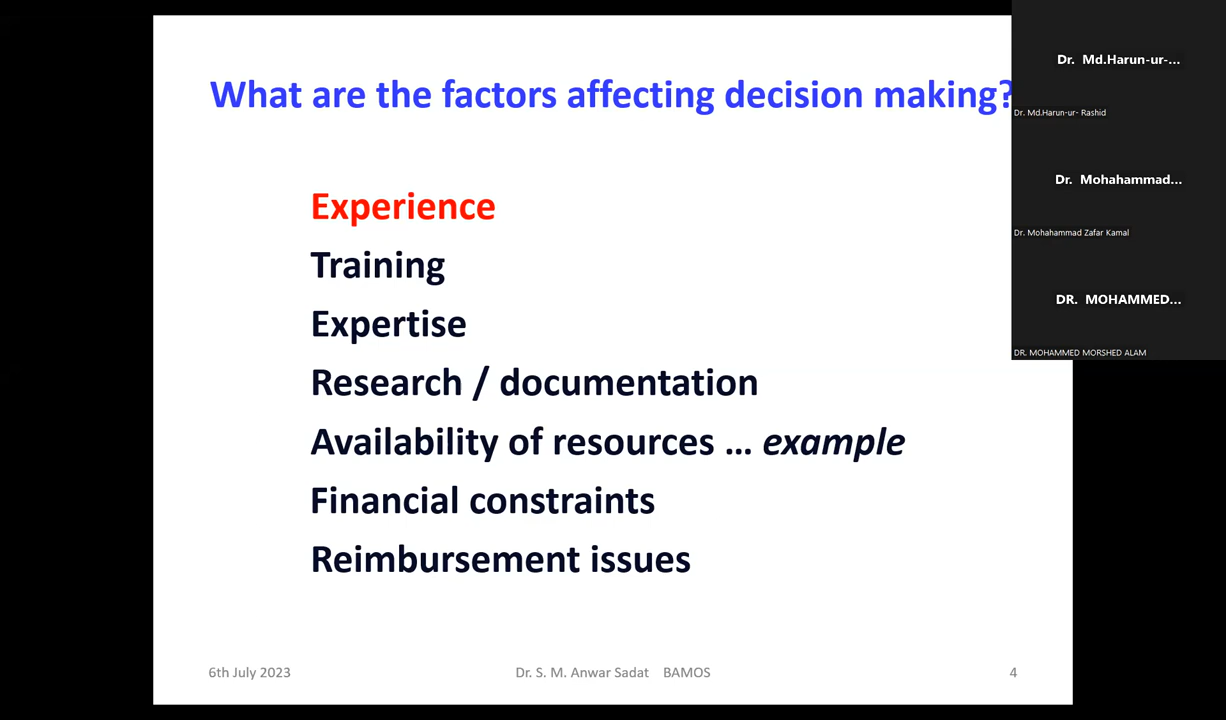 What are the factors affecting decision making?
Experience
Training
Expertise
Research / documentation
Availability of resources ... example
Financial constraints
Reimbursement issues
6th July 2023 Dr. S. M. Anwar Sadat BAMOS 4
Dr. Md.Harun-ur-...
Dr. Md.Harun-ur- Rashid
Dr. Mohahammad...
Dr. Mohahammad Zafar Kamal
DR. MOHAMMED...
DR. MOHAMMED MORSHED ALAM